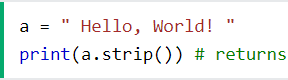 a = " Hello, World! "
print(a.strip()) # returns